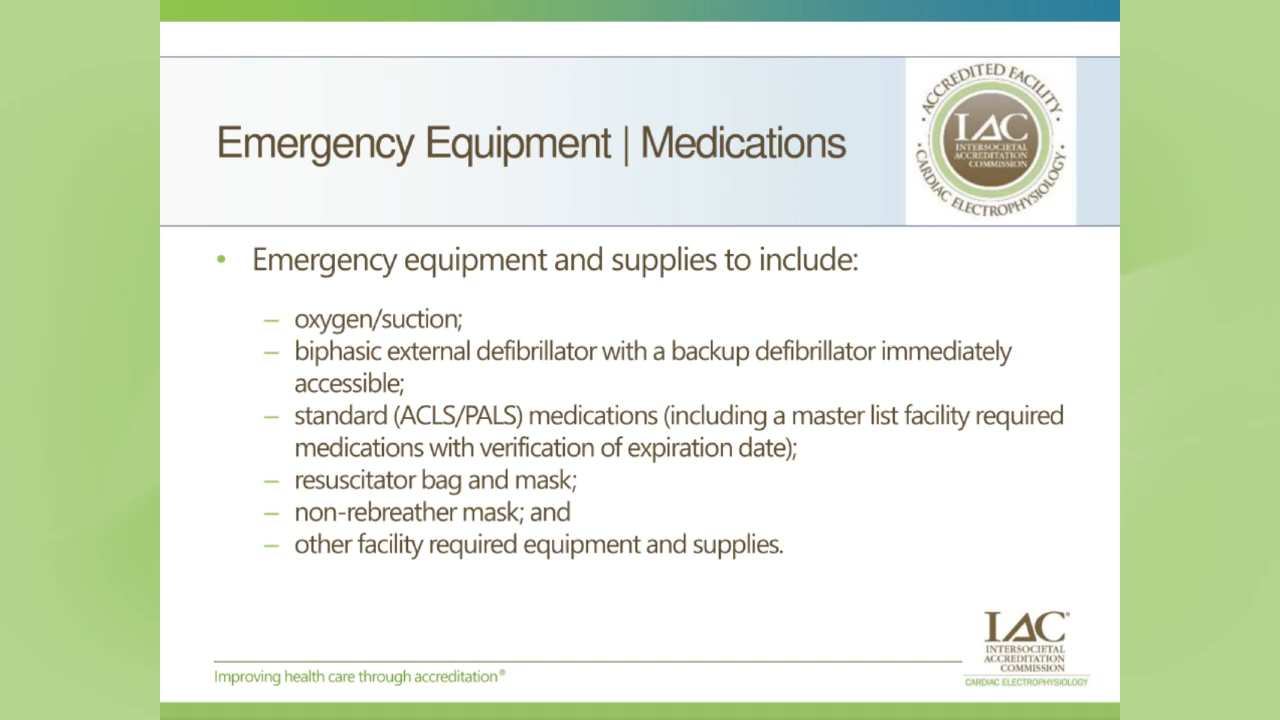 Emergency Equipment | Medications
· ACCREDITED FACILITY ·
IAC
INTERSOCIETAL
ACCREDITATION
COMMISSION
CARDIAC ELECTROPHYSIOLOGY
• Emergency equipment and supplies to include:
– oxygen/suction;
– biphasic external defibrillator with a backup defibrillator immediately
accessible;
– standard (ACLS/PALS) medications (including a master list facility required
medications with verification of expiration date);
– resuscitator bag and mask;
– non-rebreather mask; and
– other facility required equipment and supplies.
IAC®
INTERSOCIETAL
ACCREDITATION
COMMISSION
CARDIAC ELECTROPHYSIOLOGY
Improving health care through accreditation®